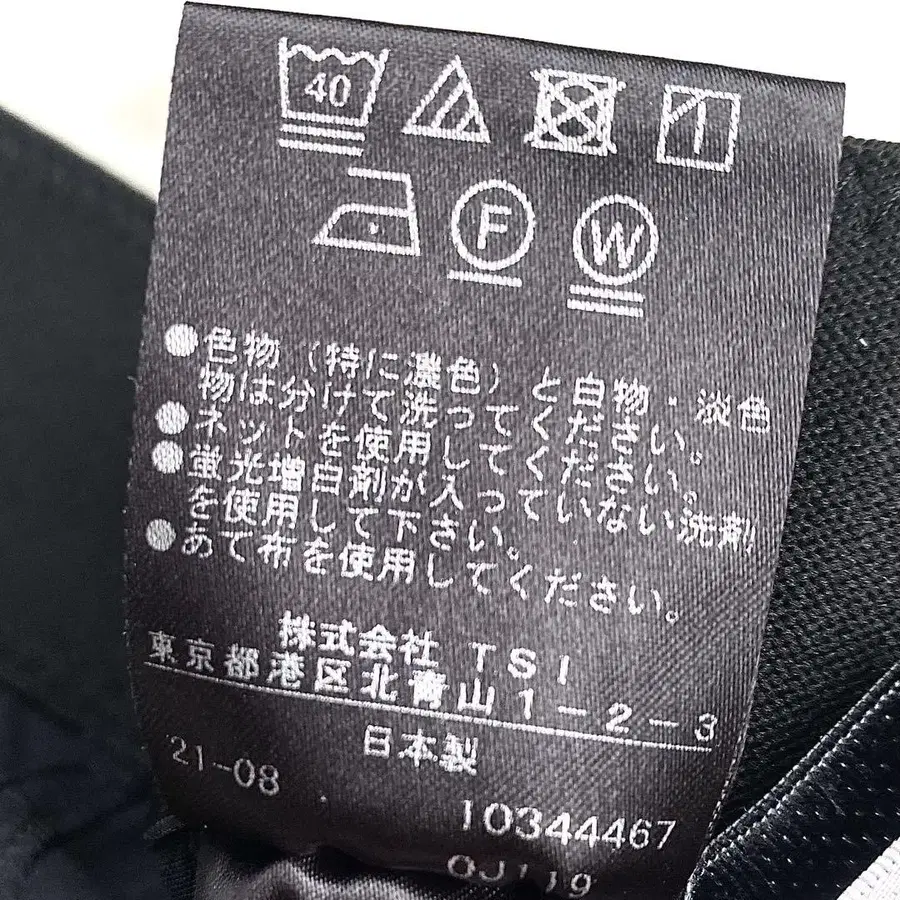 40
F W
●色物（特に濃色）と白物・淡色
物は分けて洗ってください。
●ネットを使用してください。
●蛍光増白剤が入っていない洗剤
を使用して下さい。
●あて布を使用してください。
株式会社 TSI
東京都港区北青山1-2-3
日本製
21-08
10344467